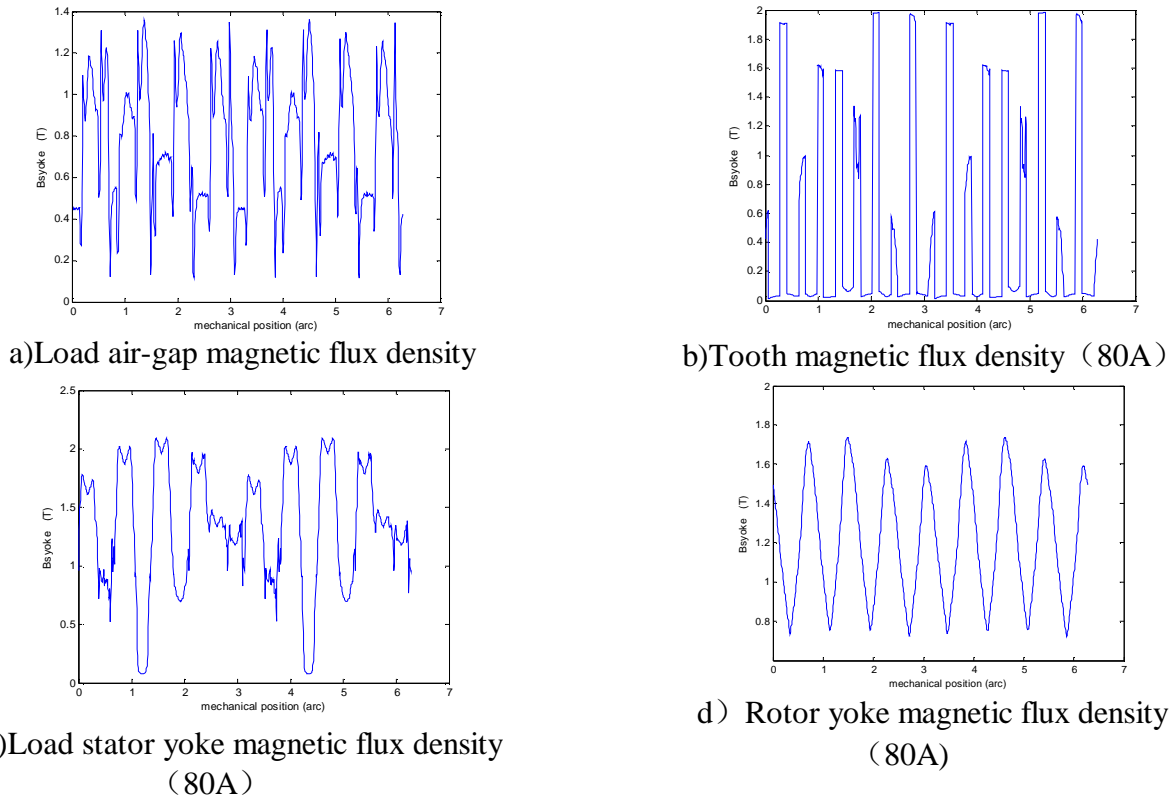 1.4
1.2
1
0.8
0.6
0.4
0.2
0
Bsyoke (T)
0 1 2 3 4 5 6 7
mechanical position (arc)
a)Load air-gap magnetic flux density
2
1.8
1.6
1.4
1.2
1
0.8
0.6
0.4
0.2
0
Bsyoke (T)
0 1 2 3 4 5 6 7
mechanical position (arc)
b)Tooth magnetic flux density（80A）
2.5
2
1.5
1
0.5
0
Bsyoke (T)
0 1 2 3 4 5 6 7
mechanical position (arc)
)Load stator yoke magnetic flux density
（80A）
2
1.8
1.6
1.4
1.2
1
0.8
Bsyoke (T)
0 1 2 3 4 5 6 7
mechanical position (arc)
d）Rotor yoke magnetic flux density
（80A)